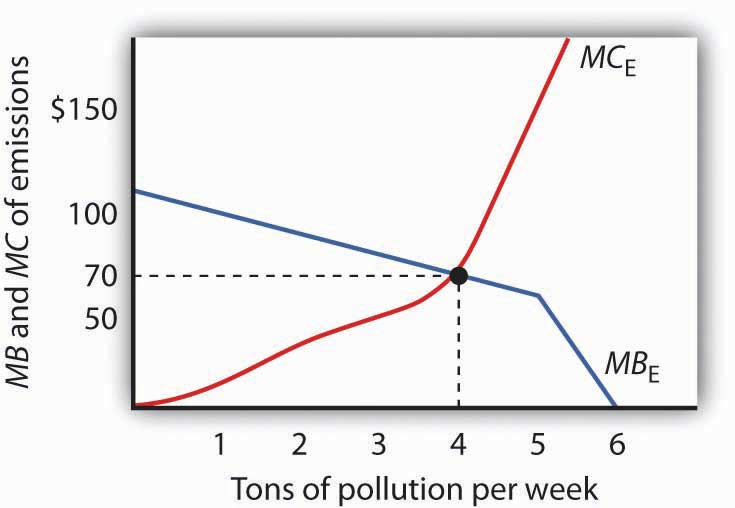 MB and MC of emissions
$150
100
70
50
MCE
MBE
1 2 3 4 5 6
Tons of pollution per week